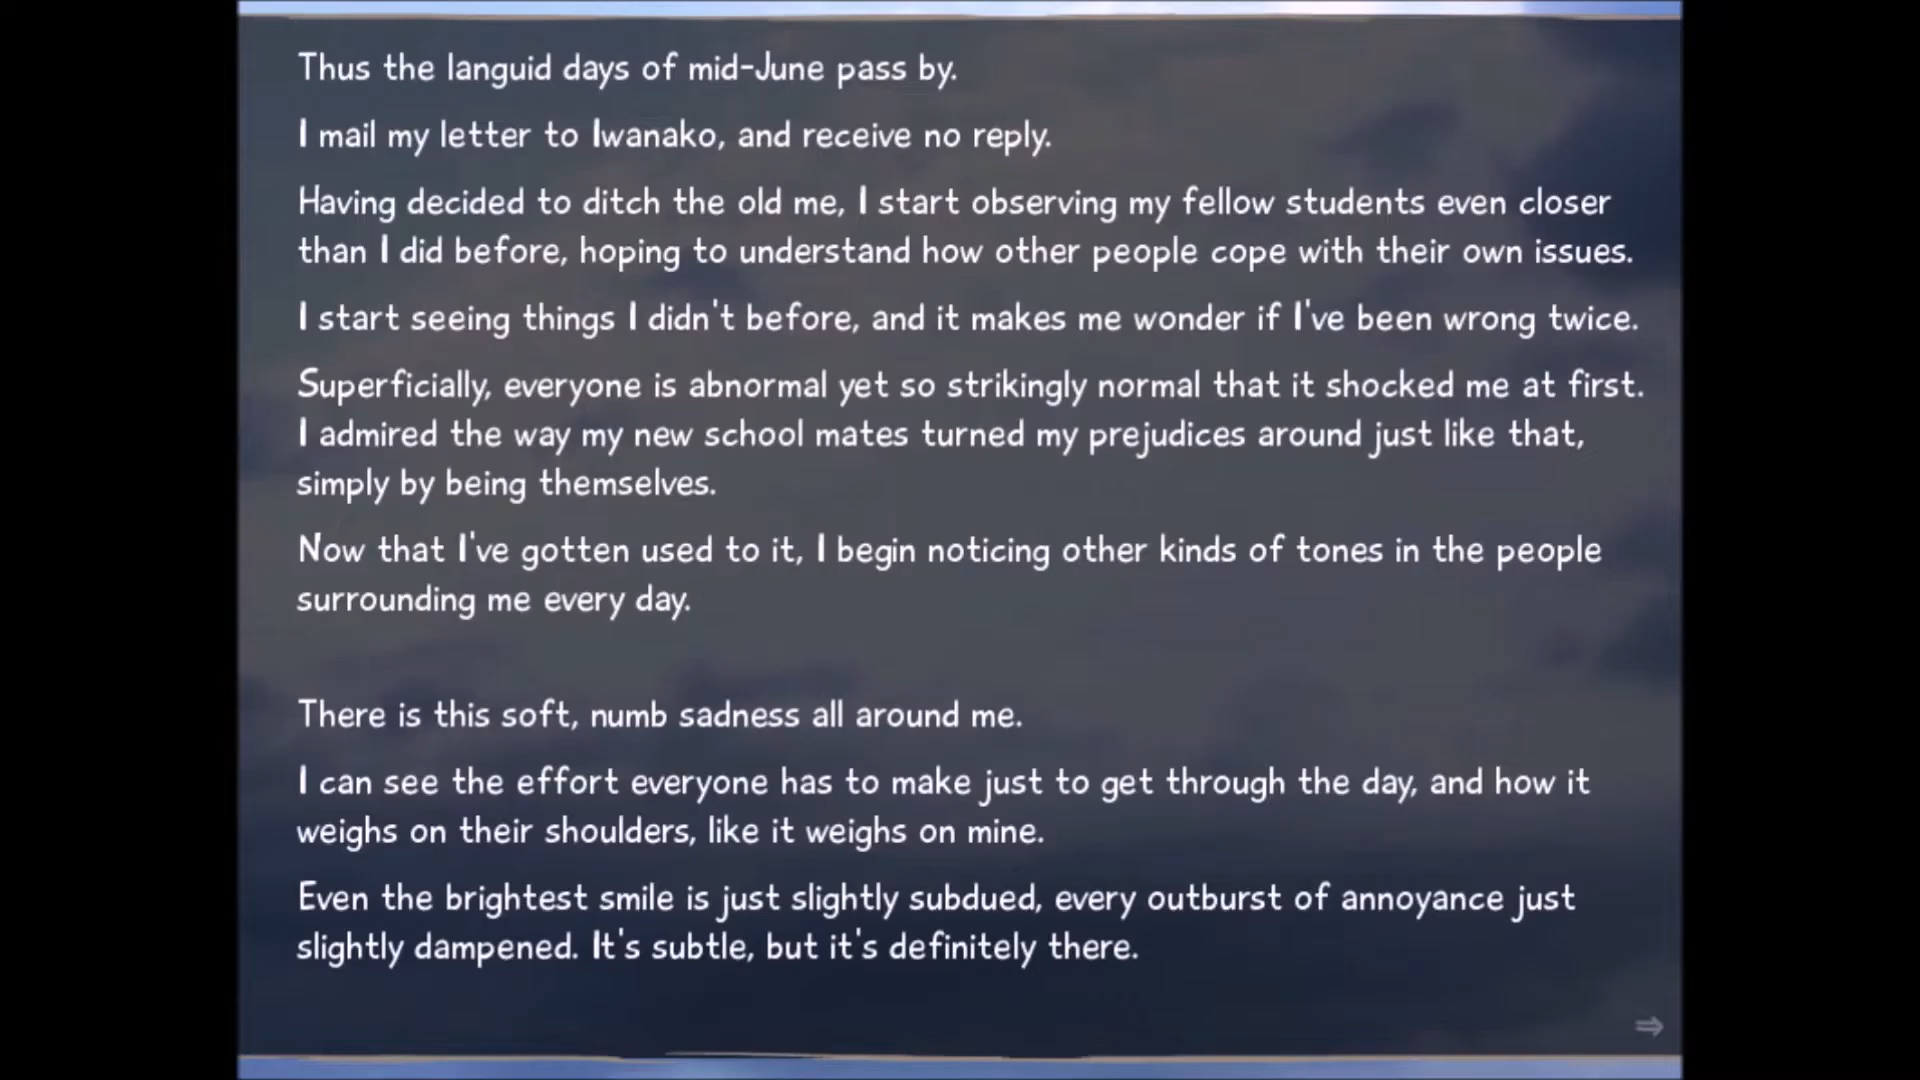 Thus the languid days of mid-June pass by.
I mail my letter to Iwanako, and receive no reply.
Having decided to ditch the old me, I start observing my fellow students even closer
than I did before, hoping to understand how other people cope with their own issues.
I start seeing things I didn't before, and it makes me wonder if I've been wrong twice.
Superficially, everyone is abnormal yet so strikingly normal that it shocked me at first.
I admired the way my new school mates turned my prejudices around just like that,
simply by being themselves.
Now that I've gotten used to it, I begin noticing other kinds of tones in the people
surrounding me every day.
There is this soft, numb sadness all around me.
I can see the effort everyone has to make just to get through the day, and how it
weighs on their shoulders, like it weighs on mine.
Even the brightest smile is just slightly subdued, every outburst of annoyance just
slightly dampened. It's subtle, but it's definitely there.